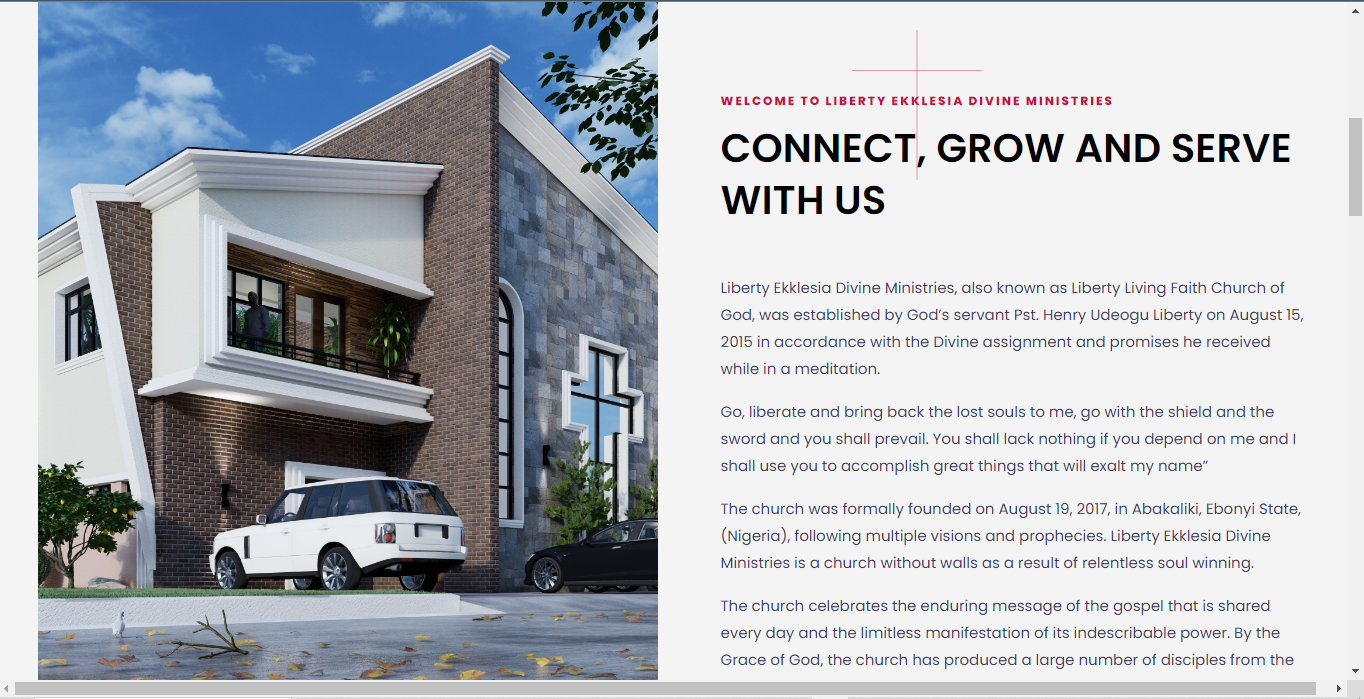 WELCOME TO LIBERTY EKKLESIA DIVINE MINISTRIES
CONNECT, GROW AND SERVE
WITH US
Liberty Ekklesia Divine Ministries, also known as Liberty Living Faith Church of
God, was established by God’s servant Pst. Henry Udeogu Liberty on August 15,
2015 in accordance with the Divine assignment and promises he received
while in a meditation.
Go, liberate and bring back the lost souls to me, go with the shield and the
sword and you shall prevail. You shall lack nothing if you depend on me and I
shall use you to accomplish great things that will exalt my name”
The church was formally founded on August 19, 2017, in Abakaliki, Ebonyi State,
(Nigeria), following multiple visions and prophecies. Liberty Ekklesia Divine
Ministries is a church without walls as a result of relentless soul winning.
The church celebrates the enduring message of the gospel that is shared
every day and the limitless manifestation of its indescribable power. By the
Grace of God, the church has produced a large number of disciples from the